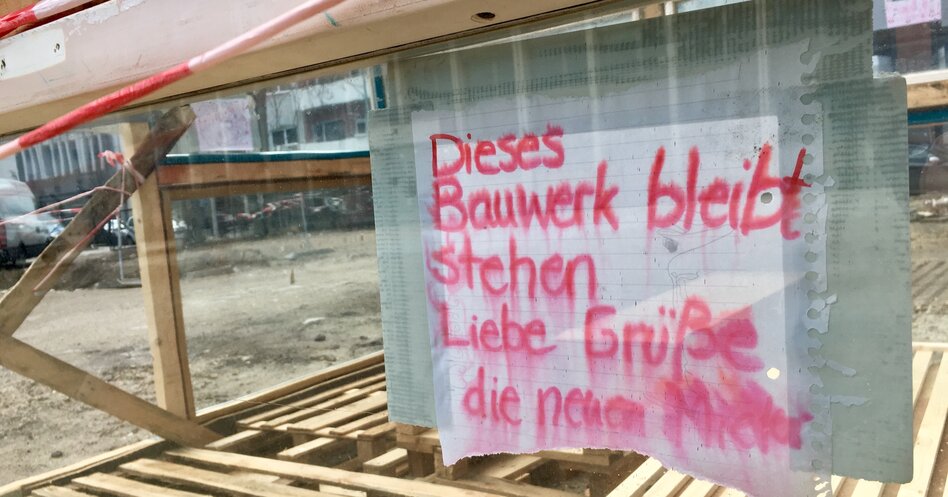 Dieses
Bauwerk bleibt
stehen
Liebe Grüße
die neuen Mieter